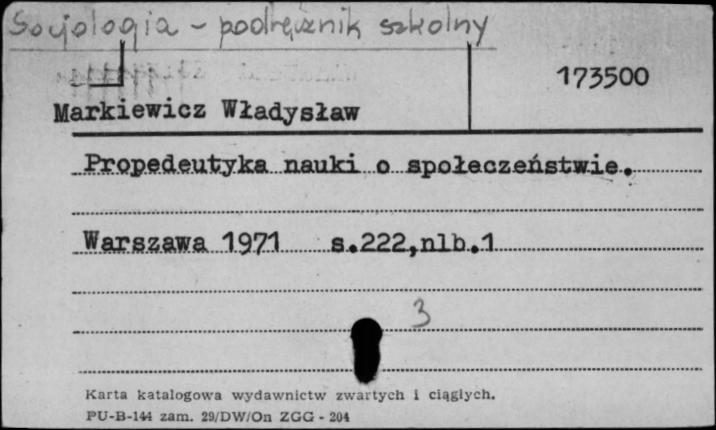 Socjologia - podręcznik szkolny
173500
Markiewicz Władysław
Propedeutyka nauki o społeczeństwie.
Warszawa 1971 s.222,nlb.1
3
Karta katalogowa wydawnictw zwartych i ciągłych.
PU-B-144 zam. 29/DW/On ZGG - 204